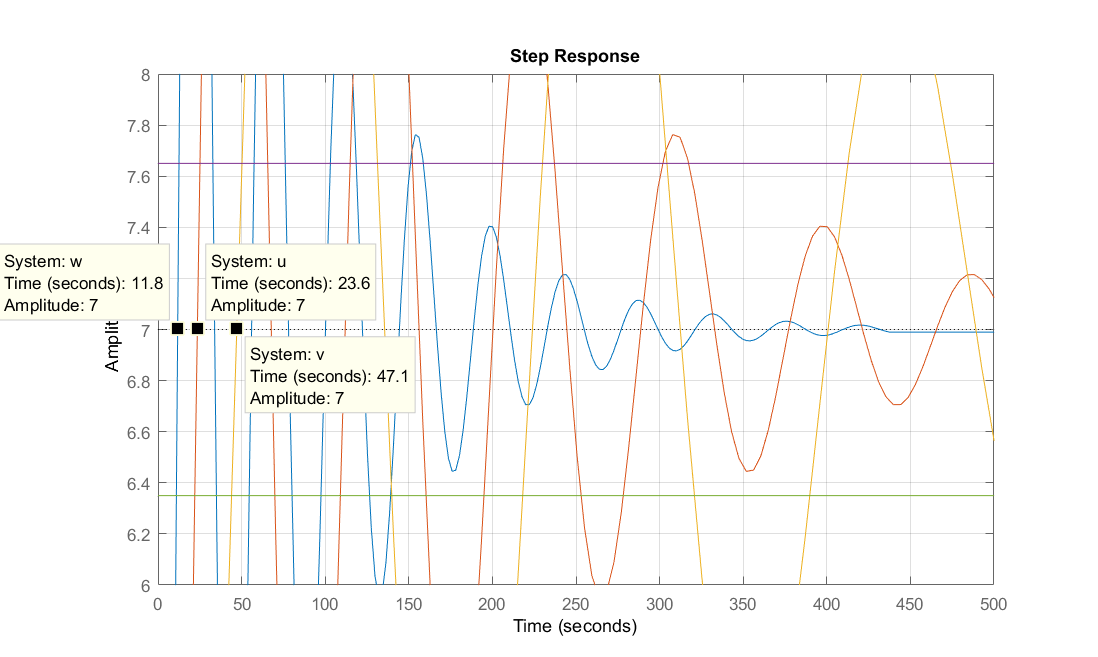 Step Response
8
7.8
7.6
7.4
7
6.8
6.6
6.4
6.2
6
System: w
Time (seconds): 11.8
Amplitude: 7
System: u
Time (seconds): 23.6
Amplitude: 7
System: v
Time (seconds): 47.1
Amplitude: 7
0 50 100 150 200 250 300 350 400 450 500
Time (seconds)